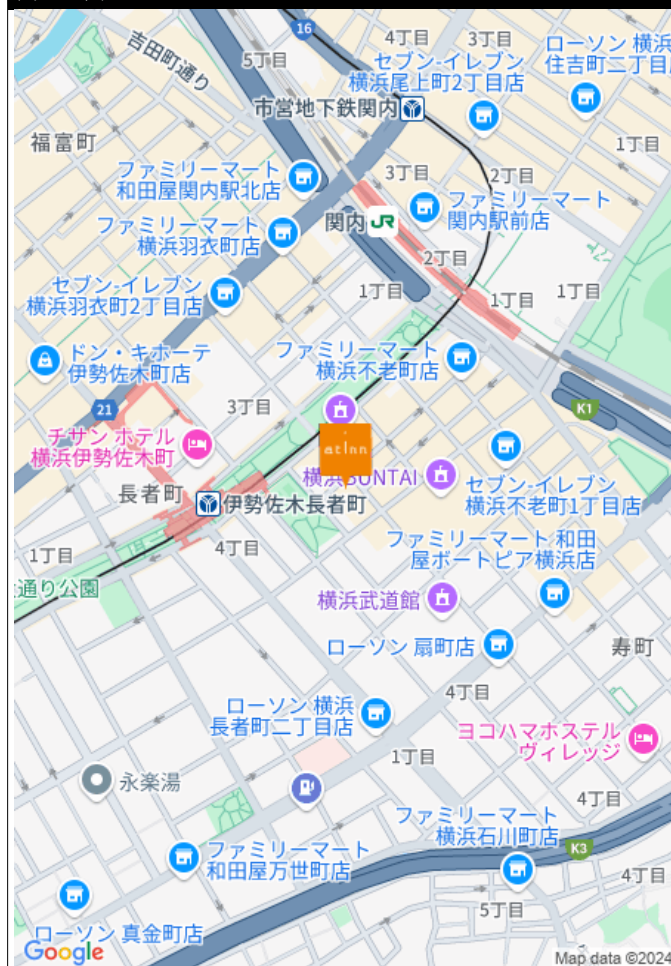 16
4丁目
3丁目
ローソン 横浜
住吉町二丁目
吉田町通り
5丁目
セブン-イレブン
横浜尾上町2丁目店
市営地下鉄関内
福富町
1丁目
3丁目
2丁目
ファミリーマート
和田屋関内駅北店
ファミリーマート
関内駅前店
関内
JR
ファミリーマート
横浜羽衣町店
2丁目
1丁目
1丁目
1丁目
セブン-イレブン
横浜羽衣町2丁目店
ファミリーマート
横浜不老町店
ドン・キホーテ
伊勢佐木町店
21
3丁目
K1
チサン ホテル
横浜伊勢佐木町
atinn
横浜BUNTAI
セブン-イレブン
横浜不老町1丁目店
長者町
伊勢佐木長者町
4丁目
ファミリーマート 和田
屋ボートピア横浜店
1丁目
通り公園
横浜武道館
ローソン 扇町店
寿町
4丁目
ローソン 横浜
長者町二丁目店
ヨコハマホステル
ヴィレッジ
1丁目
永楽湯
4丁目
ファミリーマート
横浜石川町店
K3
ファミリーマート
和田屋万世町店
4丁目
5丁目
ローソン 真金町店
Google
Map data ©2024